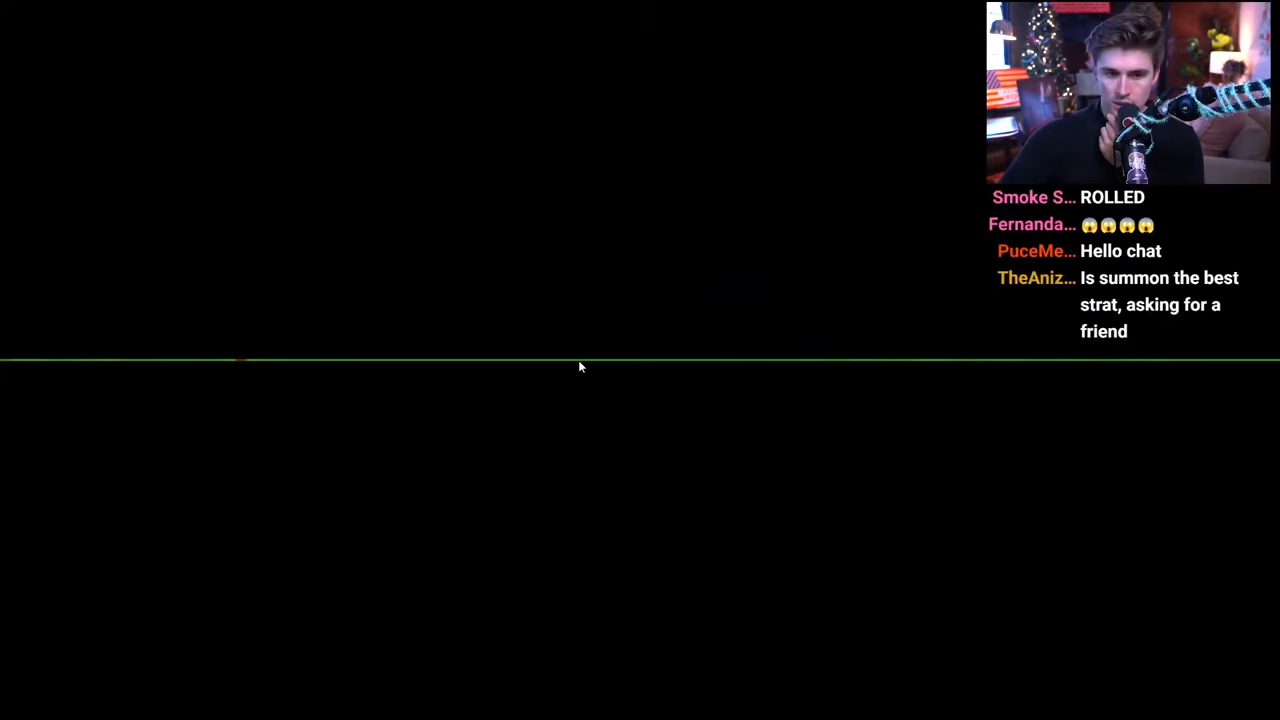 Smoke S... ROLLED
Fernanda... 😱😱😱😱
PuceMe... Hello chat
TheAniz... Is summon the best
strat, asking for a
friend